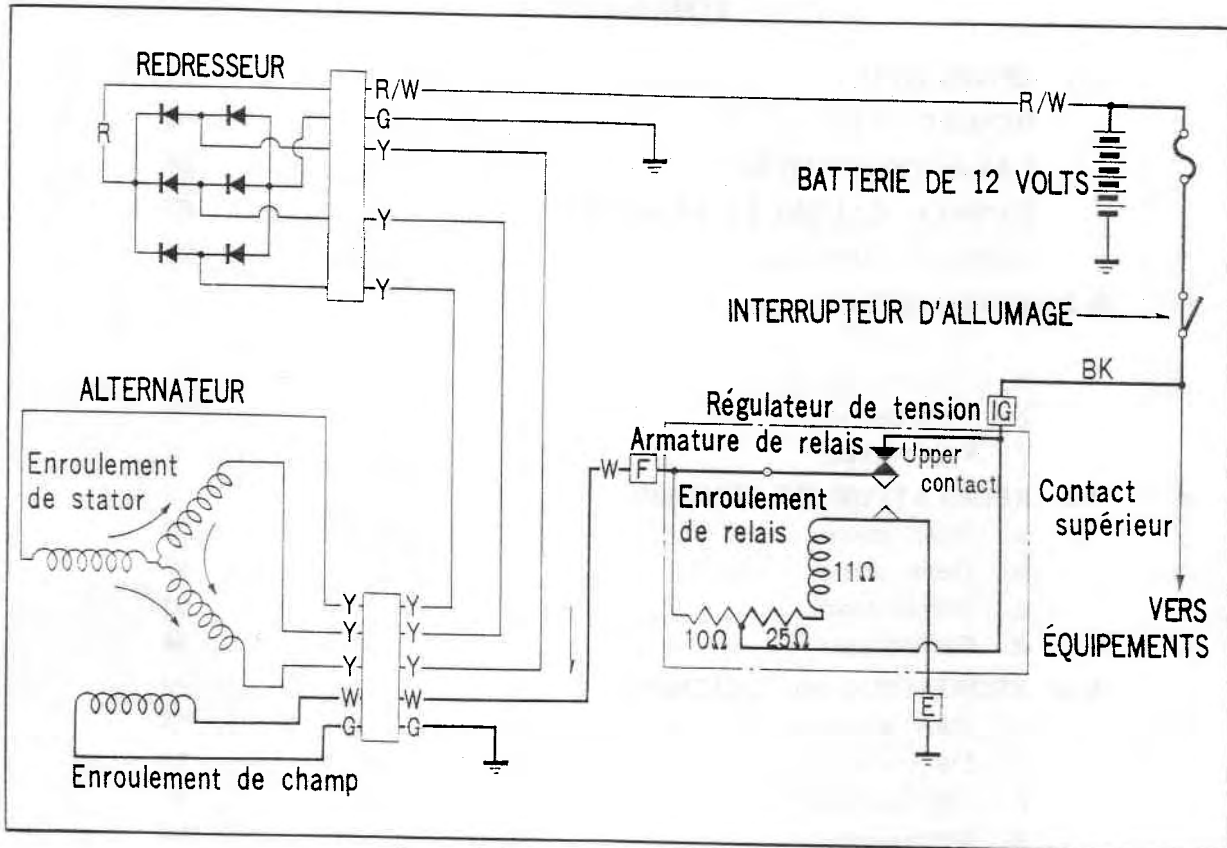 REDRESSEUR
R/W
R/W
G
Y
R
Y
Y
BATTERIE DE 12 VOLTS
INTERRUPTEUR D'ALLUMAGE
BK
ALTERNATEUR
Enroulement
de stator
Régulateur de tension
IG
Armature de relais
Upper
contact
W
F
Enroulement
de relais
Contact
supérieur
11Ω
10Ω
25Ω
VERS
ÉQUIPEMENTS
Y
Y
Y
Y
Y
Y
W
W
G
G
E
Enroulement de champ